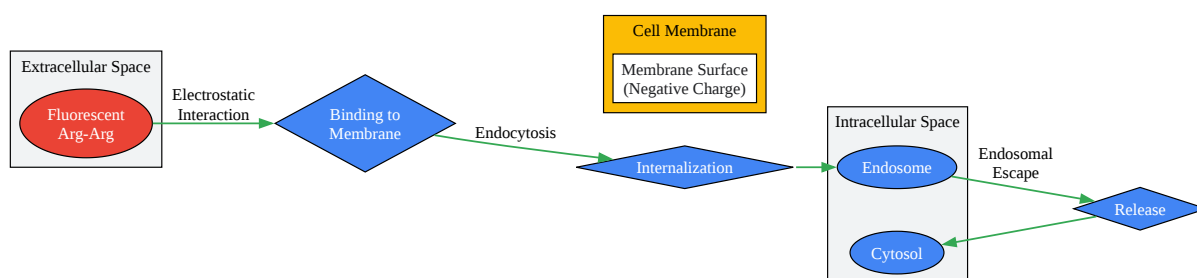 Extracellular Space
Fluorescent
Arg-Arg
Electrostatic
Interaction
Binding to
Membrane
Endocytosis
Cell Membrane
Membrane Surface
(Negative Charge)
Internalization
Intracellular Space
Endosome
Cytosol
Endosomal
Escape
Release